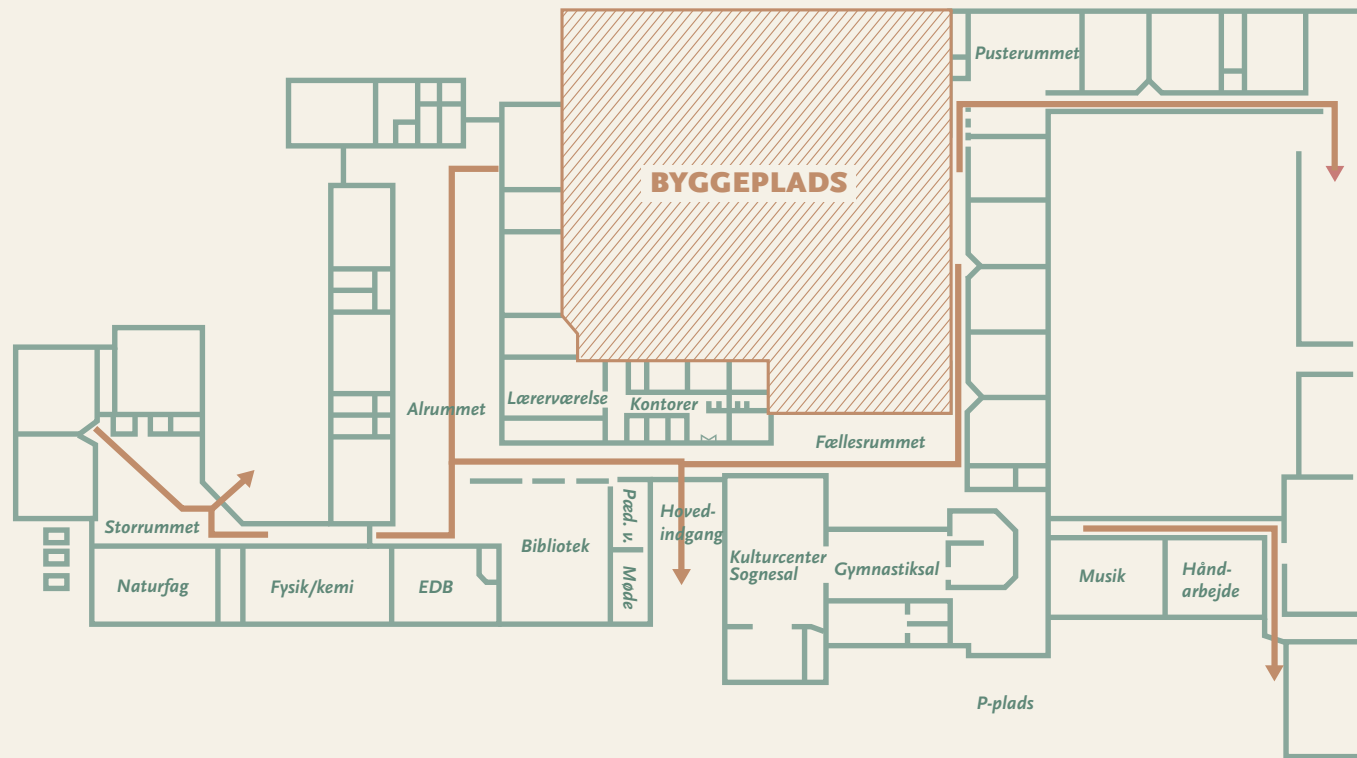 Pusterummet
BYGGEPLADS
Lærerværelse
Kontorer
Alrummet
Fællesrummet
Storrummet
Bibliotek
Pæd. v.
Møde
Hoved-
indgang
Kulturcenter
Sognesal
Gymnastiksal
Naturfag
Fysik/kemi
EDB
Musik
Hånd-
arbejde
P-plads